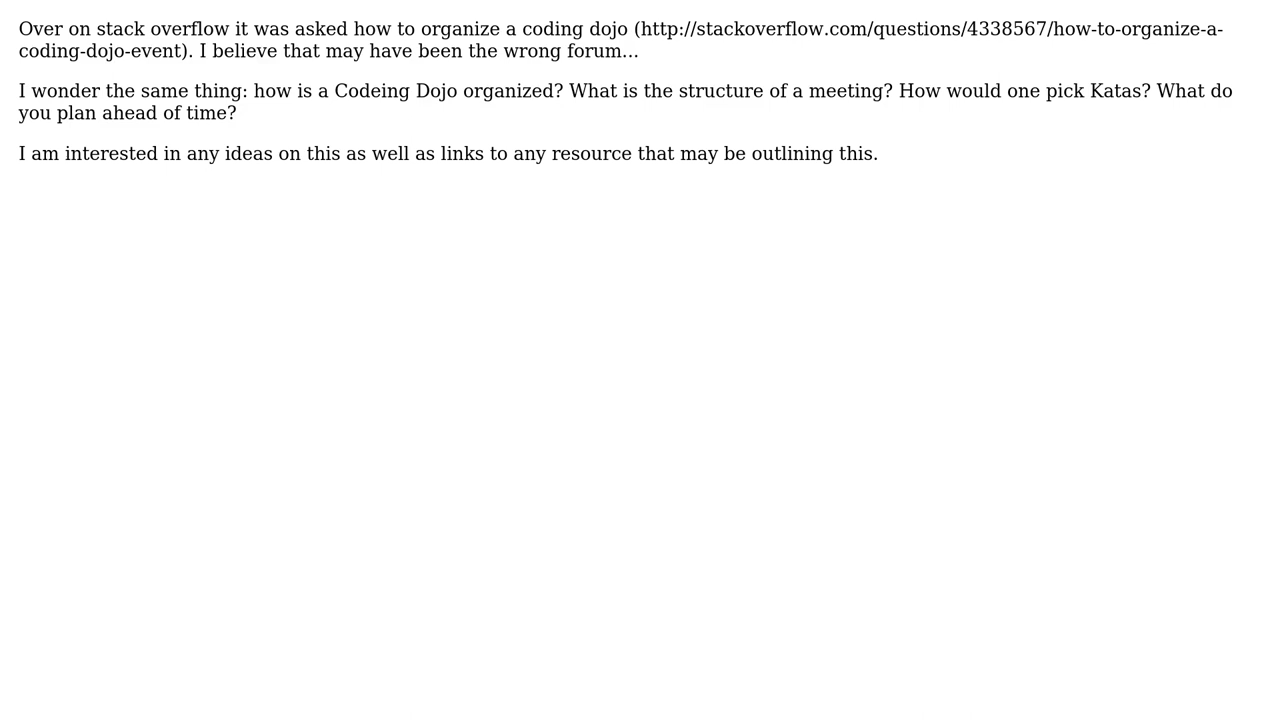 Over on stack overflow it was asked how to organize a coding dojo (http://stackoverflow.com/questions/4338567/how-to-organize-a-
coding-dojo-event). I believe that may have been the wrong forum...
I wonder the same thing: how is a Codeing Dojo organized? What is the structure of a meeting? How would one pick Katas? What do
you plan ahead of time?
I am interested in any ideas on this as well as links to any resource that may be outlining this.